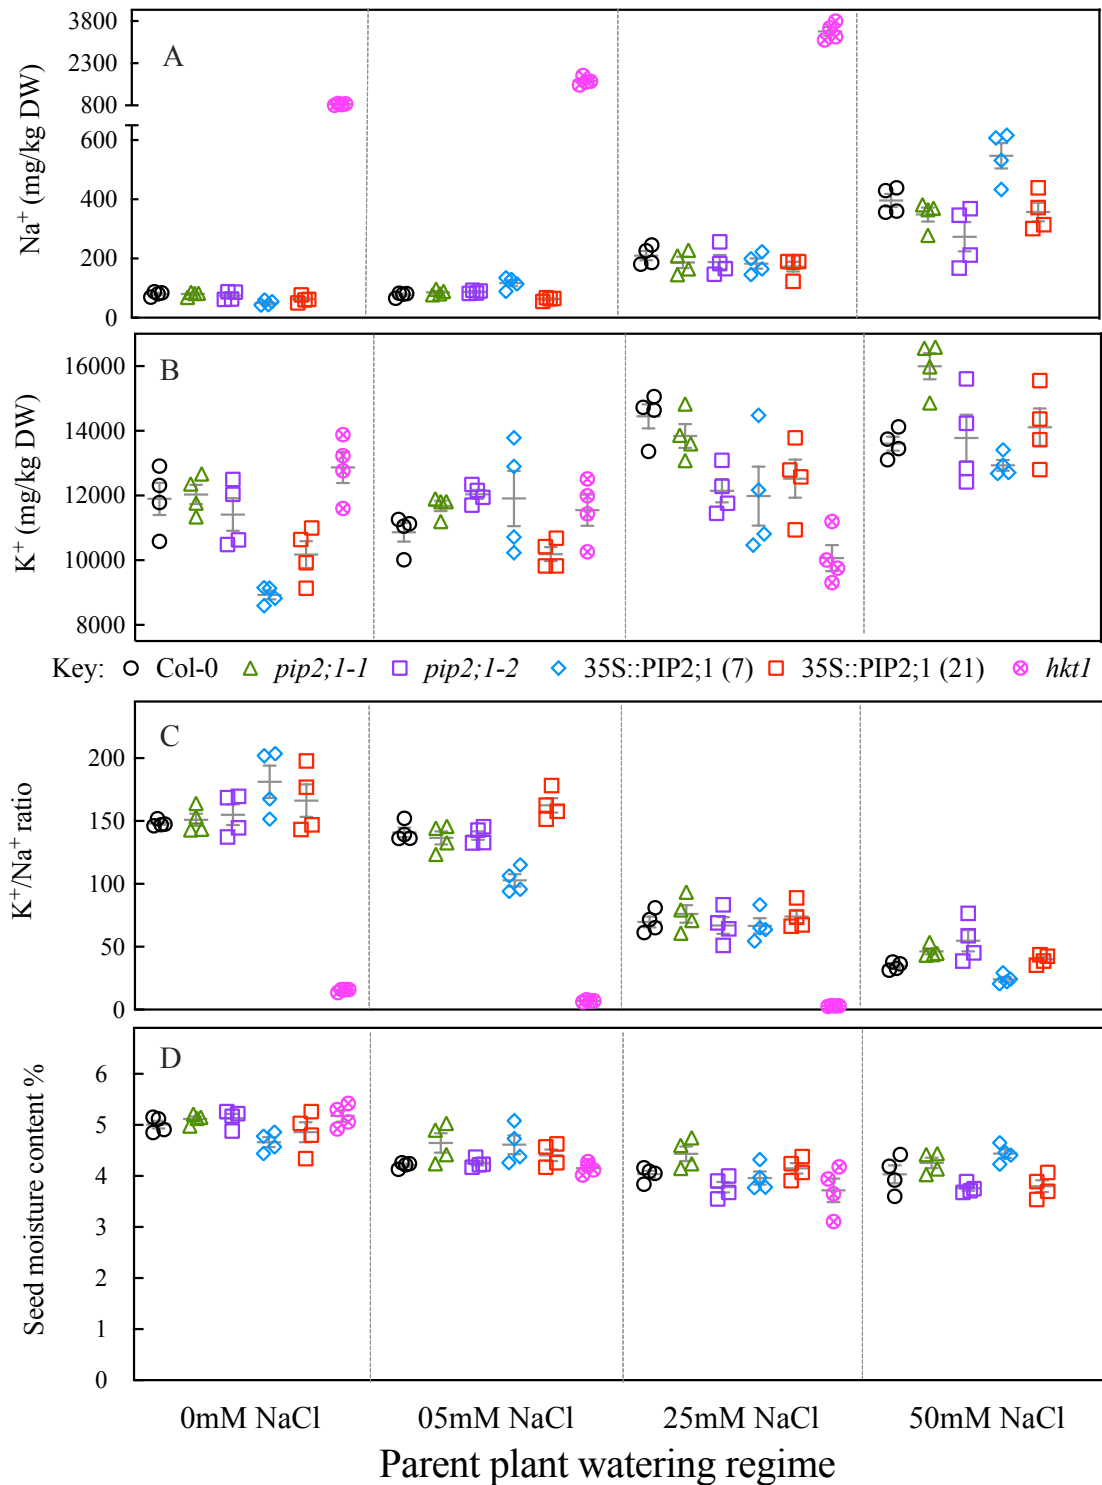 A
Na⁺ (mg/kg DW)
3800
2300
800
600
400
200
0
B
K⁺ (mg/kg DW)
16000
14000
12000
10000
8000
Key: Col-0 pip2;1-1 pip2;1-2 35S::PIP2;1 (7) 35S::PIP2;1 (21) hkt1
C
K⁺/Na⁺ ratio
200
150
100
50
0
D
Seed moisture content %
6
5
4
3
2
1
0
0mM NaCl 05mM NaCl 25mM NaCl 50mM NaCl
Parent plant watering regime